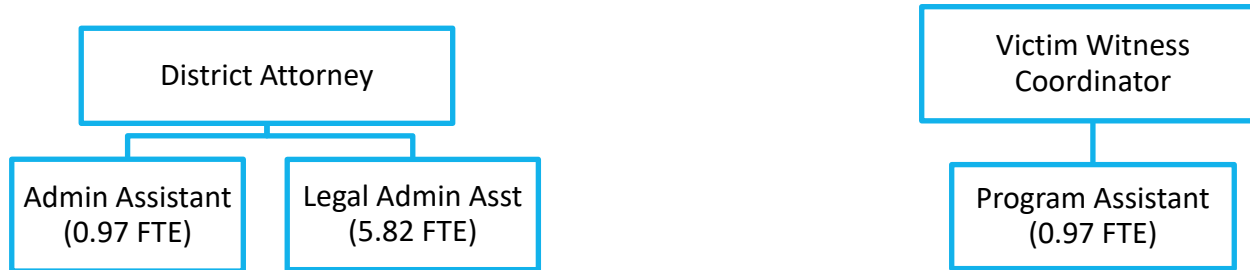 District Attorney
Admin Assistant
(0.97 FTE)
Legal Admin Asst
(5.82 FTE)
Victim Witness
Coordinator
Program Assistant
(0.97 FTE)